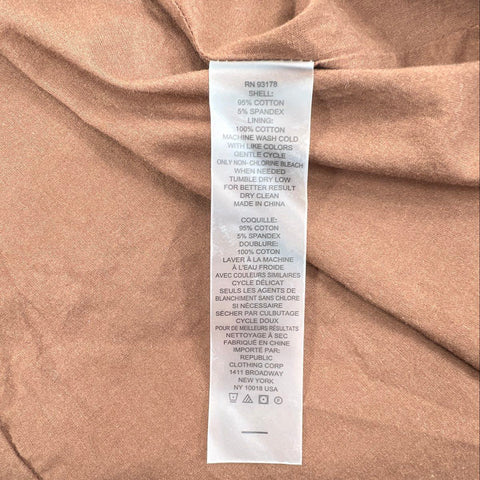 RN 93178
SHELL:
95% COTTON
5% SPANDEX
LINING:
100% COTTON
MACHINE WASH COLD
WITH LIKE COLORS
GENTLE CYCLE
ONLY NON- CHLORINE BLEACH
WHEN NEEDED
TUMBLE DRY LOW
FOR BETTER RESULT
DRY CLEAN
MADE IN CHINA
COQUILLE:
95% COTON
5% SPANDEX
DOUBLURE:
100% COTON
LAVER À LA MACHINE
À L'EAU FROIDE
AVEC COULEURS SIMILAIRES
CYCLE DÉLICAT
SEULS LES AGENTS DE
BLANCHIMENT SANS CHLORE
SI NÉCESSAIRE
SÉCHER PAR CULBUTAGE
CYCLE DOUX
POUR DE MEILLEURS RÉSULTATS
NETTOYAGE À SEC
FABRIQUÉ EN CHINE
IMPORTÉ PAR:
REPUBLIC
CLOTHING CORP
1411 BROADWAY
NEW YORK
NY 10018 USA